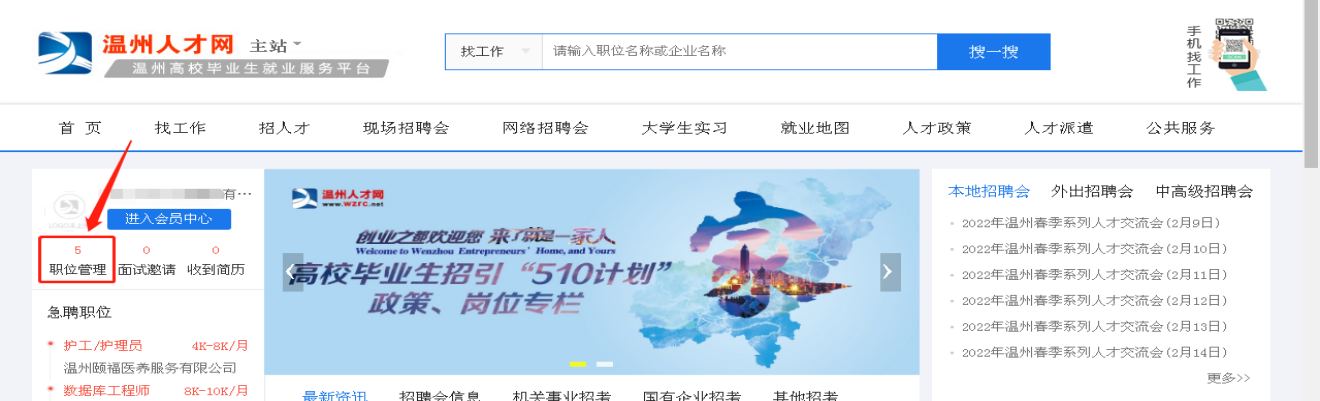 温州人才网 主站
温州高校毕业生就业服务平台
找工作 请输入职位名称或企业名称 搜一搜
手机找工作
首 页 找工作 招人才 现场招聘会 网络招聘会 大学生实习 就业地图 人才政策 人才派遣 公共服务
有…
进入会员中心
5 0 0
职位管理 面试邀请 收到简历
急聘职位
* 护工/护理员 4K-8K/月
温州颐福医养服务有限公司
* 数据库工程师 8K-10K/月
温州人才网
www.wzrc.net
创业之都欢迎您 来了就是一家人
Welcome to Wenzhou Entrepreneurs' Home, and Yours
高校毕业生招引“510计划”
政策、岗位专栏
最新资讯 招聘会信息 机关事业招考 国有企业招考 其他招考
本地招聘会 外出招聘会 中高级招聘会
2022年温州春季系列人才交流会(2月9日)
2022年温州春季系列人才交流会(2月10日)
2022年温州春季系列人才交流会(2月11日)
2022年温州春季系列人才交流会(2月12日)
2022年温州春季系列人才交流会(2月13日)
2022年温州春季系列人才交流会(2月14日)
更多>>